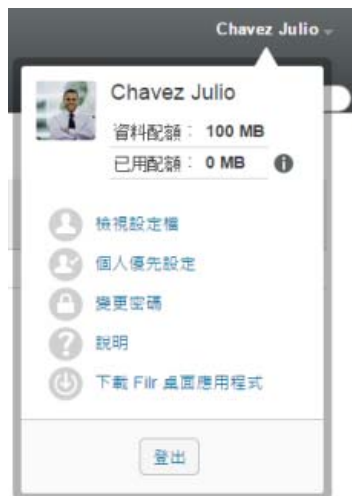 Chavez Julio
Chavez Julio
資料配額： 100 MB
已用配額： 0 MB
檢視設定檔
個人優先設定
變更密碼
說明
下載 Filr 桌面應用程式
登出